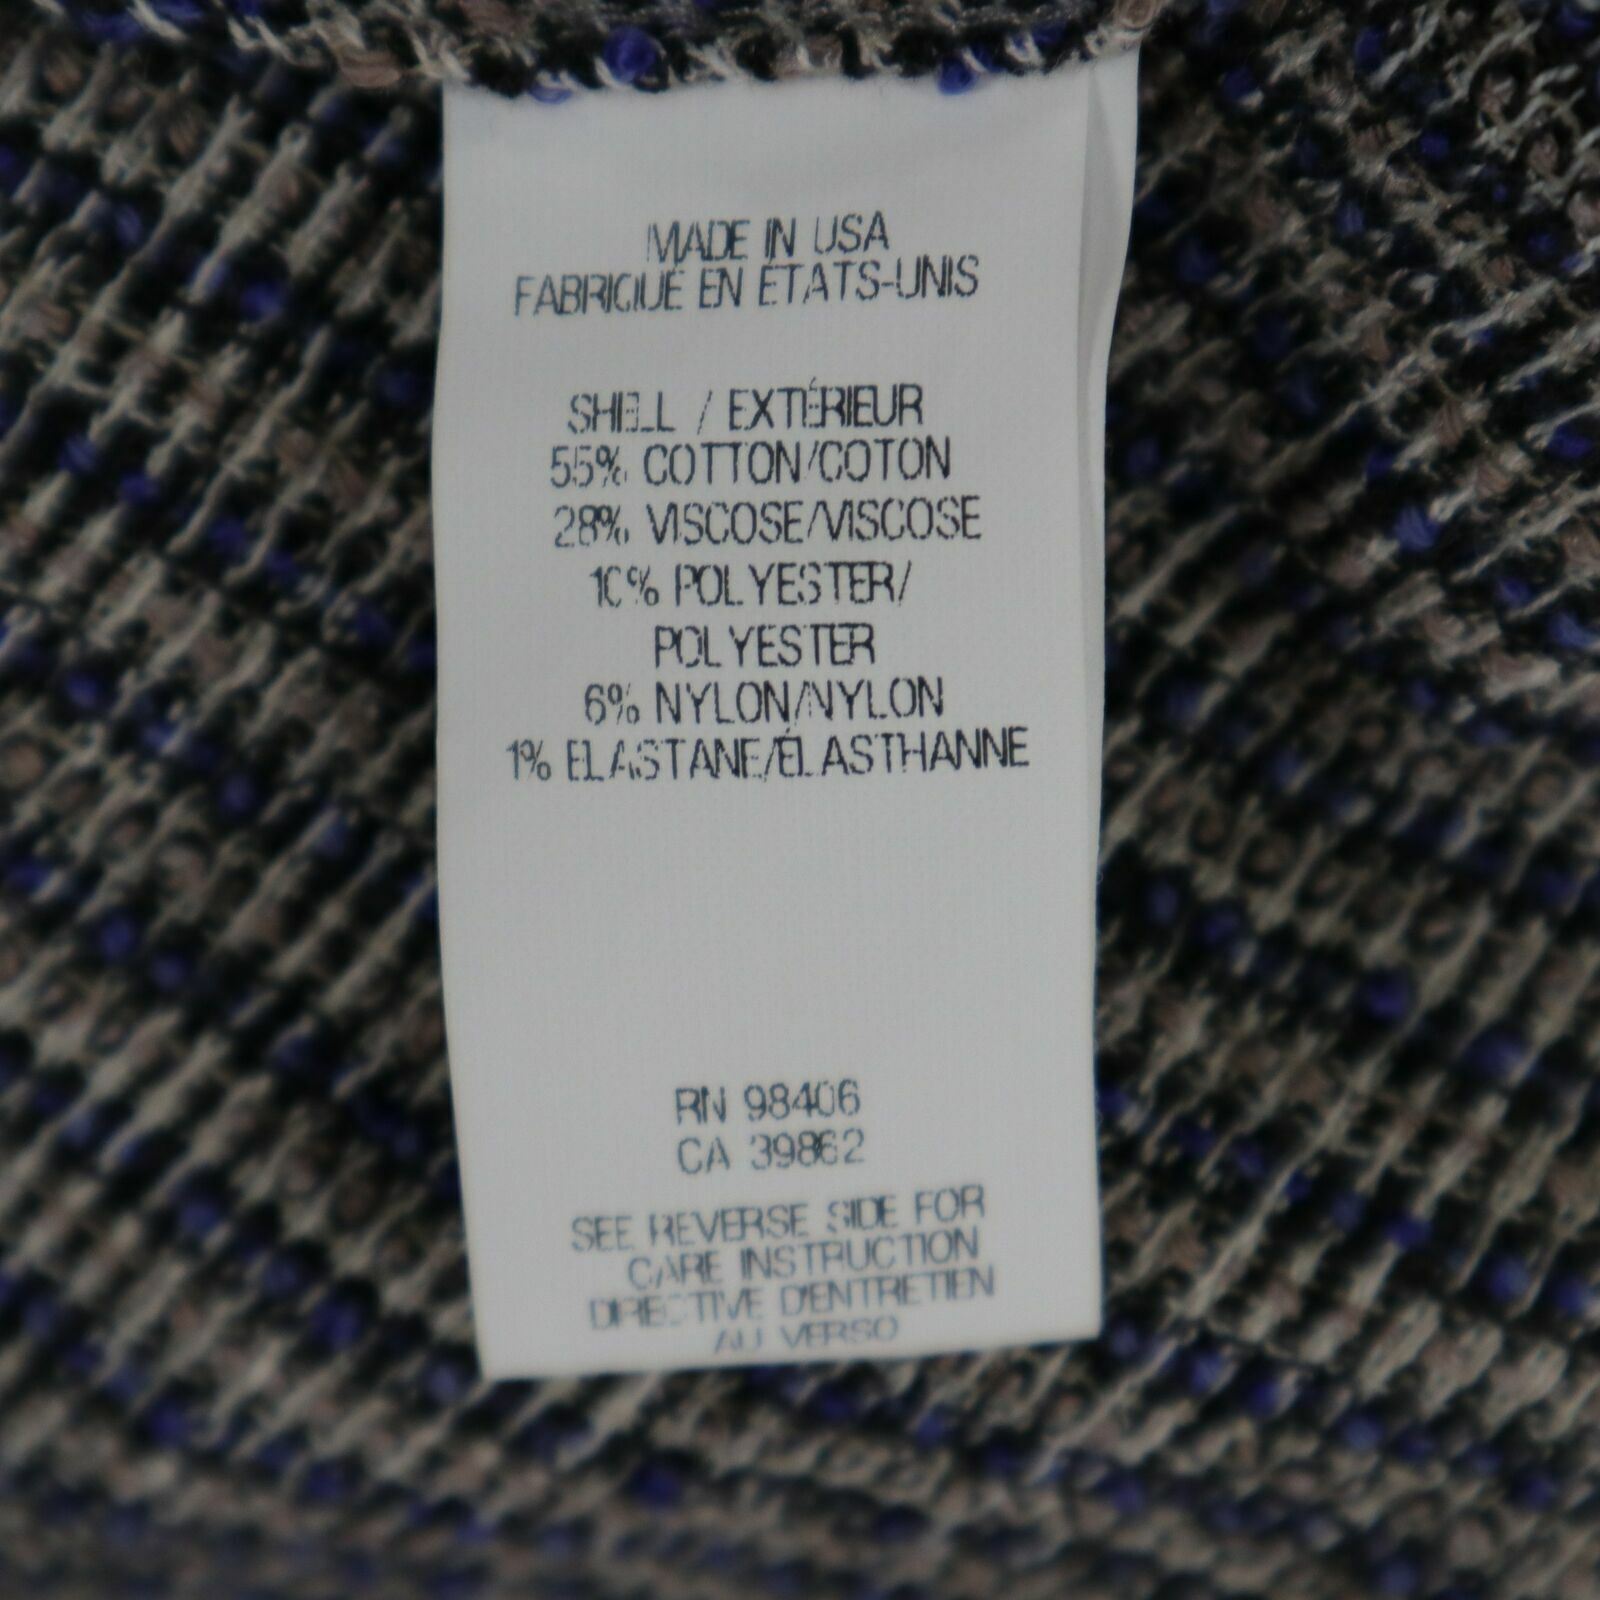 MADE IN USA
FABRIQUÉ EN ÉTATS-UNIS
SHELL / EXTÉRIEUR
55% COTTON/COTON
28% VISCOSE/VISCOSE
10% POLYESTER/
POLYESTER
6% NYLON/NYLON
1% ELASTANE/ÉLASTHANNE
RN 98406
CA 39862
SEE REVERSE SIDE FOR
CARE INSTRUCTION
DIRECTIVE D'ENTRETIEN
AU VERSO